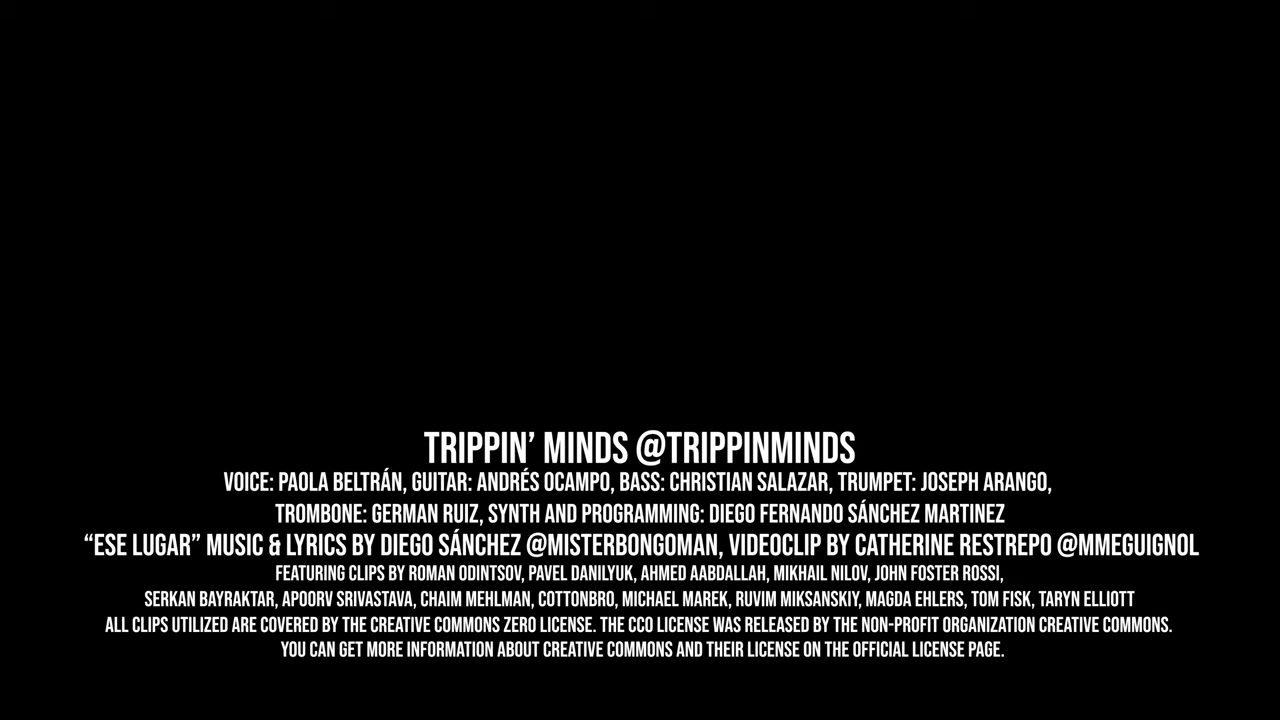 TRIPPIN’ MINDS @TRIPPINMINDS
VOICE: PAOLA BELTRÁN, GUITAR: ANDRÉS OCAMPO, BASS: CHRISTIAN SALAZAR, TRUMPET: JOSEPH ARANGO,
TROMBONE: GERMAN RUIZ, SYNTH AND PROGRAMMING: DIEGO FERNANDO SÁNCHEZ MARTINEZ
“ESE LUGAR” MUSIC & LYRICS BY DIEGO SÁNCHEZ @MISTERBONGOMAN, VIDEOCLIP BY CATHERINE RESTREPO @MMEGUIGNOL
FEATURING CLIPS BY ROMAN ODINTSOV, PAVEL DANILYUK, AHMED AABDALLAH, MIKHAIL NILOV, JOHN FOSTER ROSSI,
SERKAN BAYRAKTAR, APOORV SRIVASTAVA, CHAIM MEHLMAN, COTTONBRO, MICHAEL MAREK, RUVIM MIKSANSKIY, MAGDA EHLERS, TOM FISK, TARYN ELLIOTT
ALL CLIPS UTILIZED ARE COVERED BY THE CREATIVE COMMONS ZERO LICENSE. THE CC0 LICENSE WAS RELEASED BY THE NON-PROFIT ORGANIZATION CREATIVE COMMONS.
YOU CAN GET MORE INFORMATION ABOUT CREATIVE COMMONS AND THEIR LICENSE ON THE OFFICIAL LICENSE PAGE.